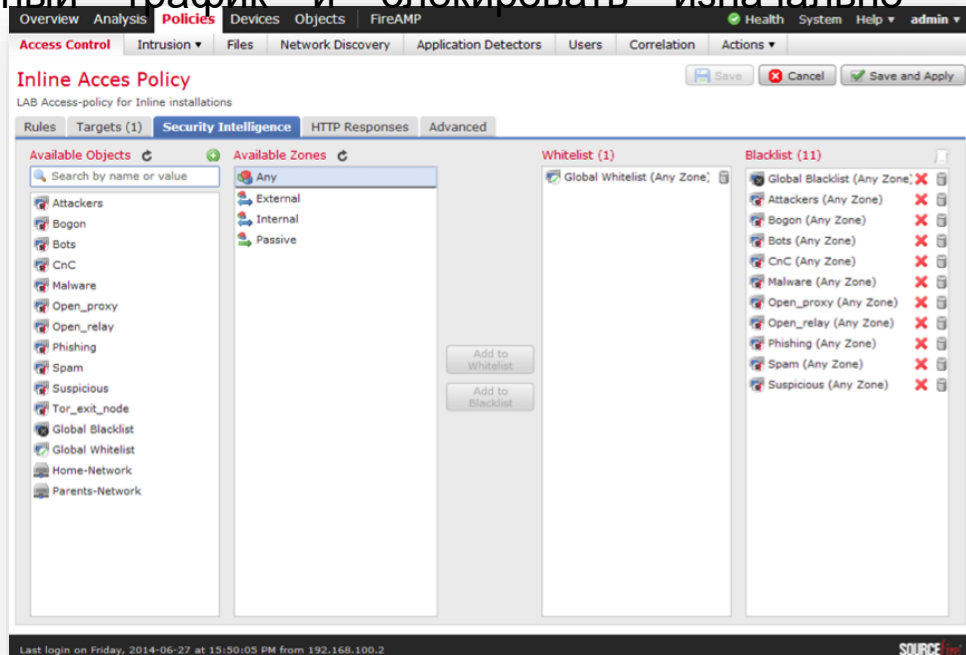 ный трафик и блокировать изначально
Overview Analysis Policies Devices Objects FireAMP Health System Help admin
Access Control Intrusion Files Network Discovery Application Detectors Users Correlation Actions
Inline Acces Policy
Save Cancel Save and Apply
LAB Access-policy for Inline installations
Rules Targets (1) Security Intelligence HTTP Responses Advanced
Available Objects
Search by name or value
Attackers
Bogon
Bots
CnC
Malware
Open_proxy
Open_relay
Phishing
Spam
Suspicious
Tor_exit_node
Global Blacklist
Global Whitelist
Home-Network
Parents-Network
Available Zones
Any
External
Internal
Passive
Add to Whitelist
Add to Blacklist
Whitelist (1)
Global Whitelist (Any Zone)
Blacklist (11)
Global Blacklist (Any Zone)
Attackers (Any Zone)
Bogon (Any Zone)
Bots (Any Zone)
CnC (Any Zone)
Malware (Any Zone)
Open_proxy (Any Zone)
Open_relay (Any Zone)
Phishing (Any Zone)
Spam (Any Zone)
Suspicious (Any Zone)
Last login on Friday, 2014-06-27 at 15:50:05 PM from 192.168.100.2
SOURCEfire